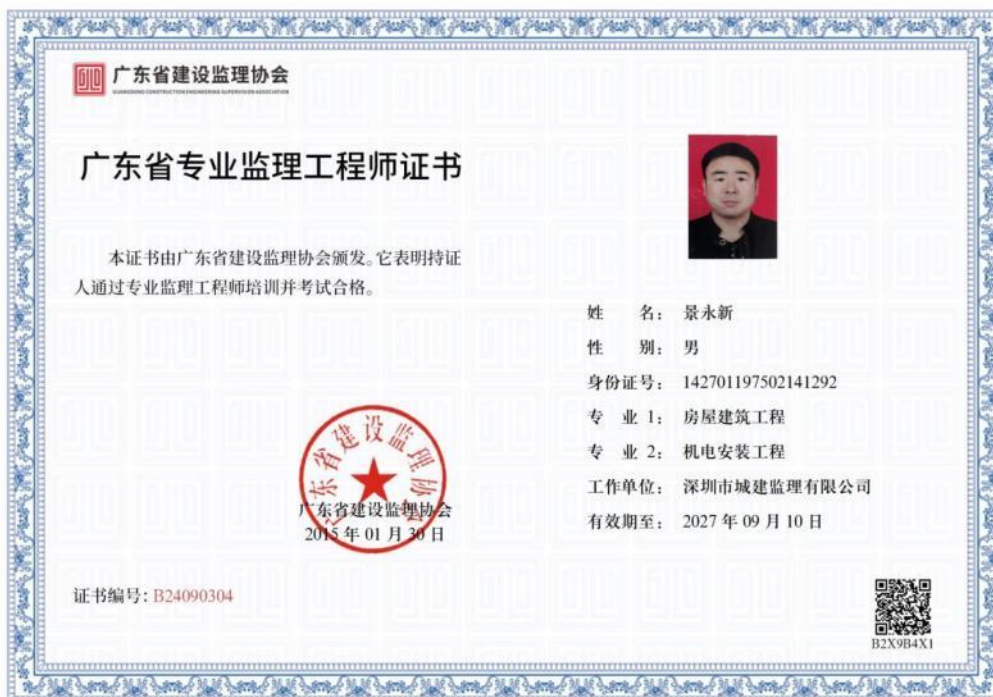 广东省建设监理协会
GUANGDONG CONSTRUCTION ENGINEERING SUPERVISION ASSOCIATION
广东省专业监理工程师证书
本证书由广东省建设监理协会颁发。它表明持证
人通过专业监理工程师培训并考试合格。
姓 名： 景永新
性 别： 男
身份证号： 142701197502141292
专 业 1： 房屋建筑工程
专 业 2： 机电安装工程
工作单位： 深圳市城建监理有限公司
有效期至： 2027 年 09 月 10 日
广东省建设监理协会
广东省建设监理协会
2015 年 01 月 30 日
证书编号：B24090304
B2X9B4X1